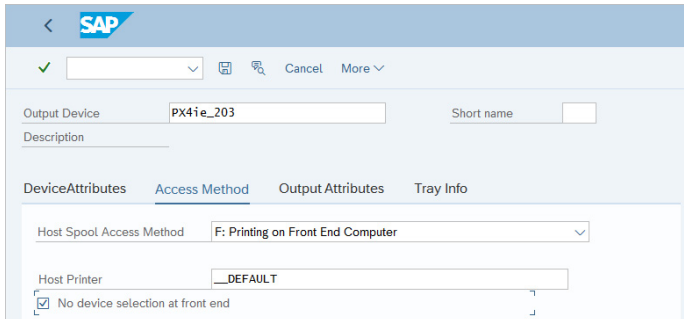 SAP
Cancel More
Output Device PX4ie_203 Short name
Description
DeviceAttributes Access Method Output Attributes Tray Info
Host Spool Access Method F: Printing on Front End Computer
Host Printer __DEFAULT
No device selection at front end